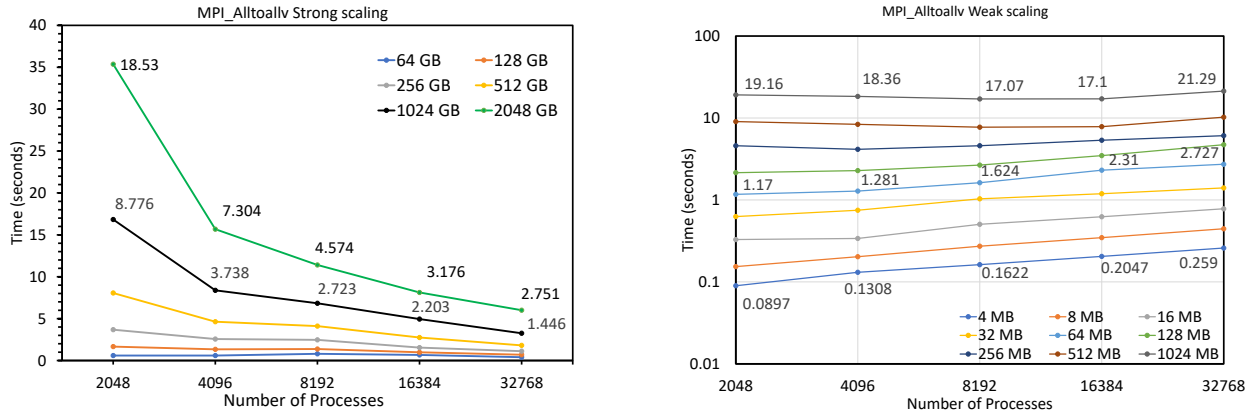 MPI_Alltoallv Strong scaling
40
35
30
25
20
15
10
5
0
Time (seconds)
64 GB 128 GB
256 GB 512 GB
1024 GB 2048 GB
18.53
8.776
7.304
3.738
4.574
2.723
3.176
2.203
2.751
1.446
2048 4096 8192 16384 32768
Number of Processes
MPI_Alltoallv Weak scaling
100
10
1
0.1
0.01
Time (seconds)
19.16 18.36 17.07 17.1 21.29
1.17 1.281 1.624 2.31 2.727
0.0897 0.1308 0.1622 0.2047 0.259
4 MB 8 MB 16 MB
32 MB 64 MB 128 MB
256 MB 512 MB 1024 MB
2048 4096 8192 16384 32768
Number of Processes